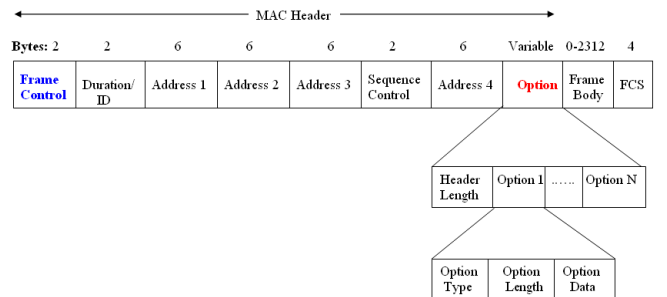 MAC Header
Bytes: 2 2 6 6 6 2 6 Variable 0-2312 4
Frame Control
Duration/ ID
Address 1
Address 2
Address 3
Sequence Control
Address 4
Option
Frame Body
FCS
Header Length
Option 1
......
Option N
Option Type
Option Length
Option Data